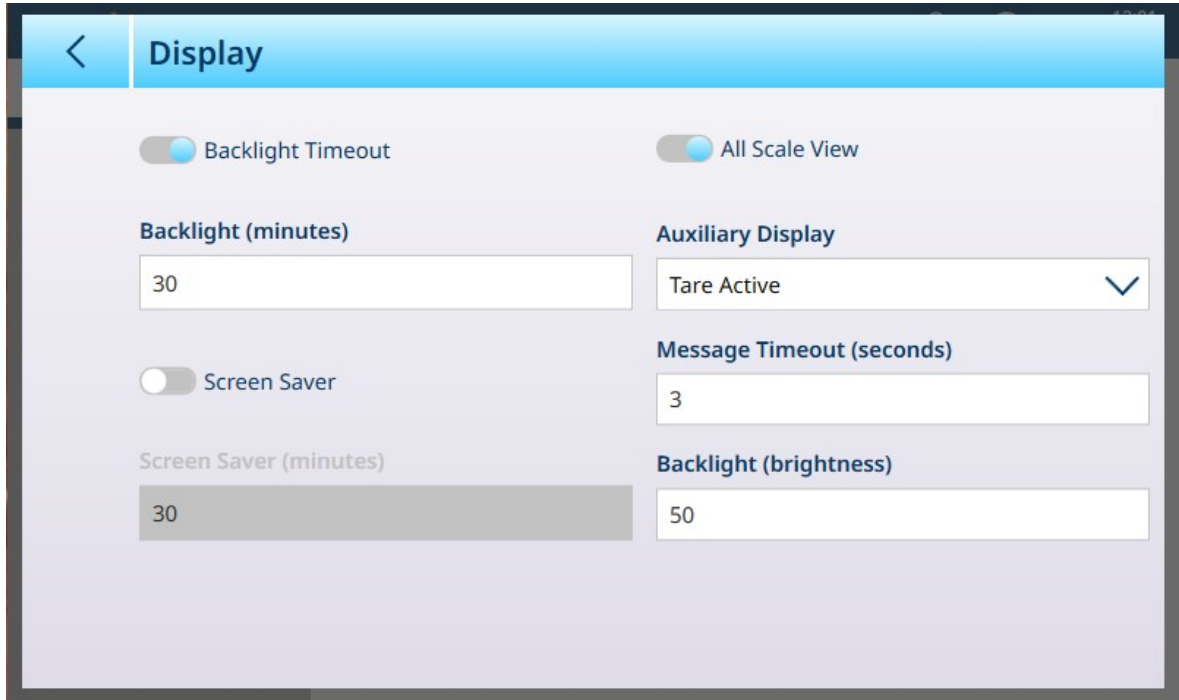 Display
Backlight Timeout
Backlight (minutes)
30
Screen Saver
Screen Saver (minutes)
30
All Scale View
Auxiliary Display
Tare Active
Message Timeout (seconds)
3
Backlight (brightness)
50